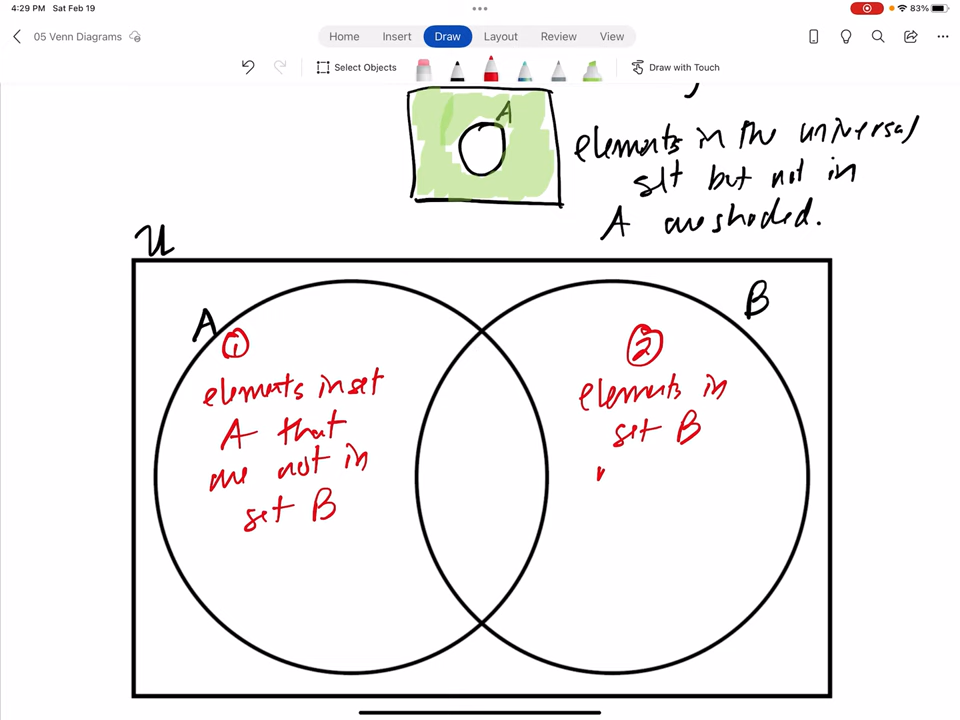 4:29 PM Sat Feb 19
83%
05 Venn Diagrams
Home Insert Draw Layout Review View
Select Objects
Draw with Touch
A
elements in the universal
set but not in
A are shaded.
U
A
B
1
elements in set
A that
are not in
set B
2
elements in
set B